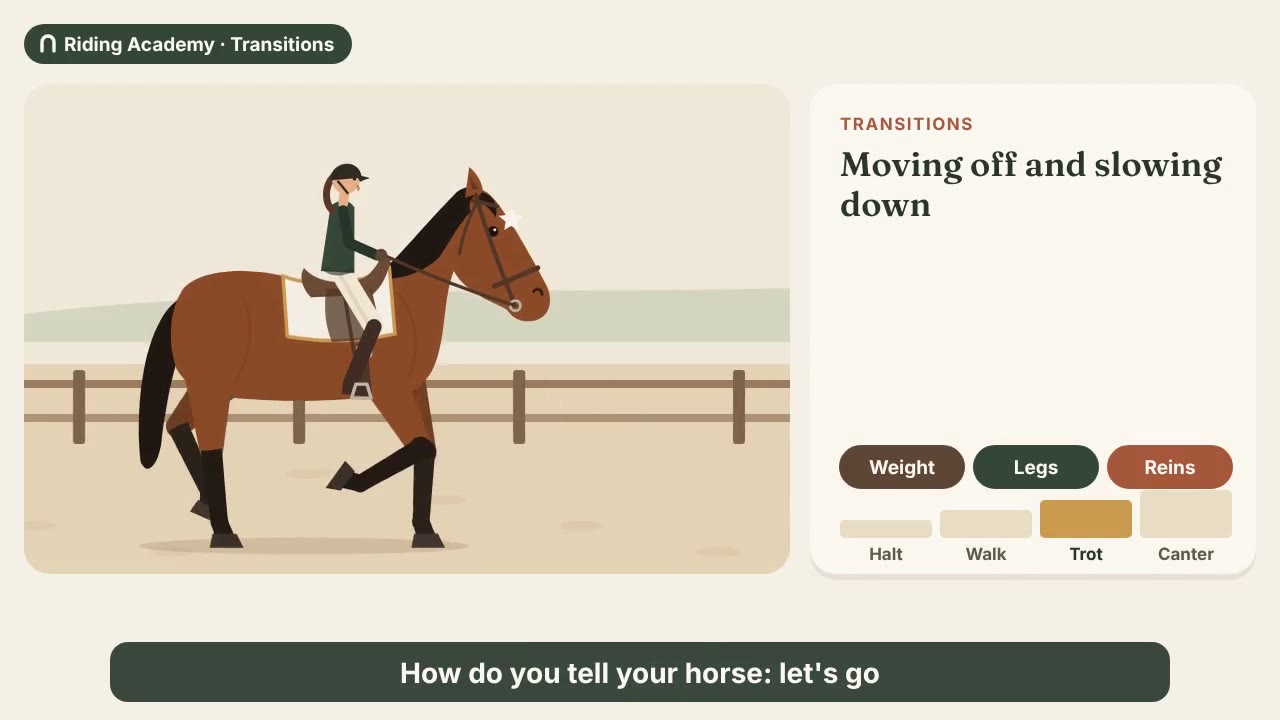 Riding Academy · Transitions
TRANSITIONS
Moving off and slowing
down
Weight
Legs
Reins
Halt
Walk
Trot
Canter
How do you tell your horse: let's go